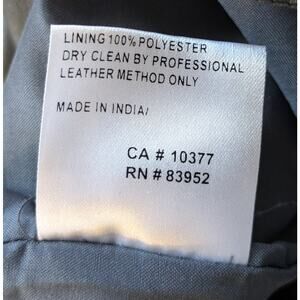 LINING 100% POLYESTER
DRY CLEAN BY PROFESSIONAL
LEATHER METHOD ONLY
MADE IN INDIA/
CA # 10377
RN # 83952